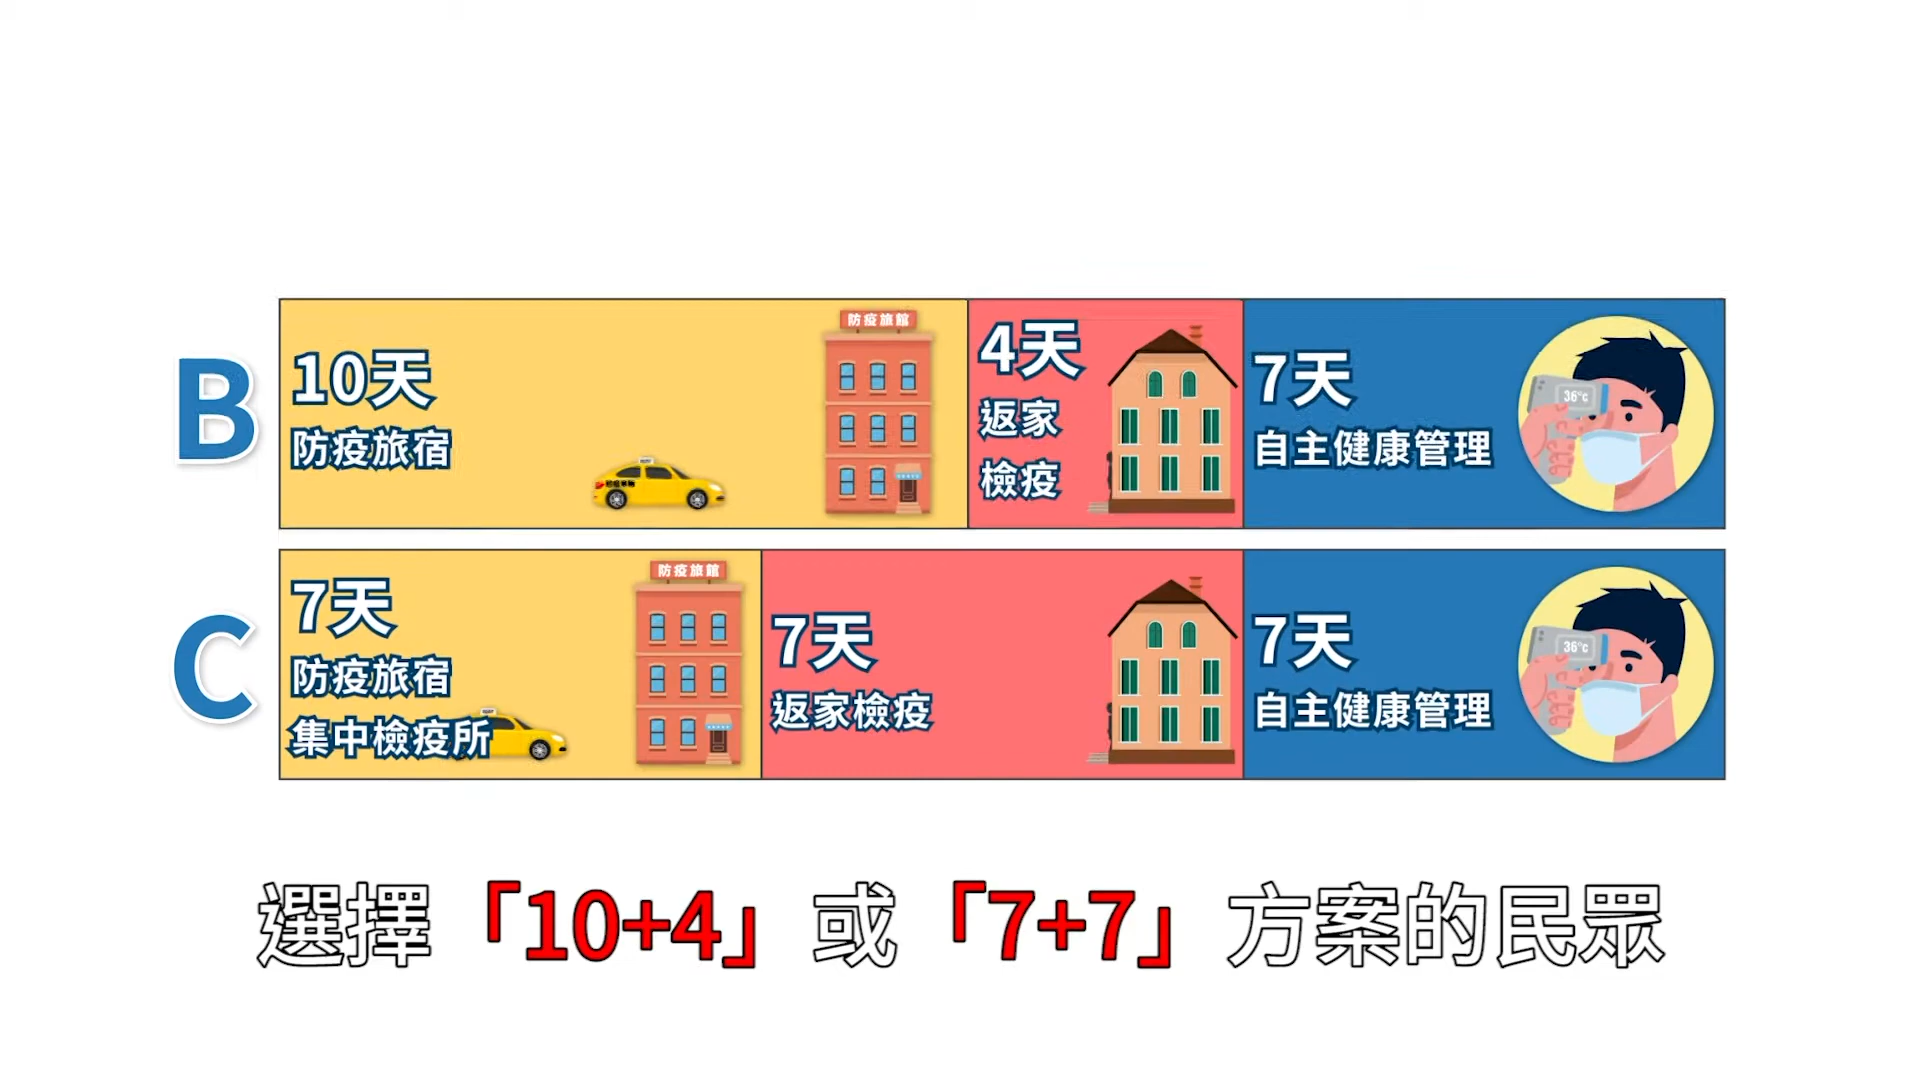 B
10天
防疫旅宿
防疫旅館
4天
返家
檢疫
7天
自主健康管理
36°c
C
7天
防疫旅宿
集中檢疫所
防疫旅館
7天
返家檢疫
7天
自主健康管理
36°c
選擇「10+4」或「7+7」方案的民眾